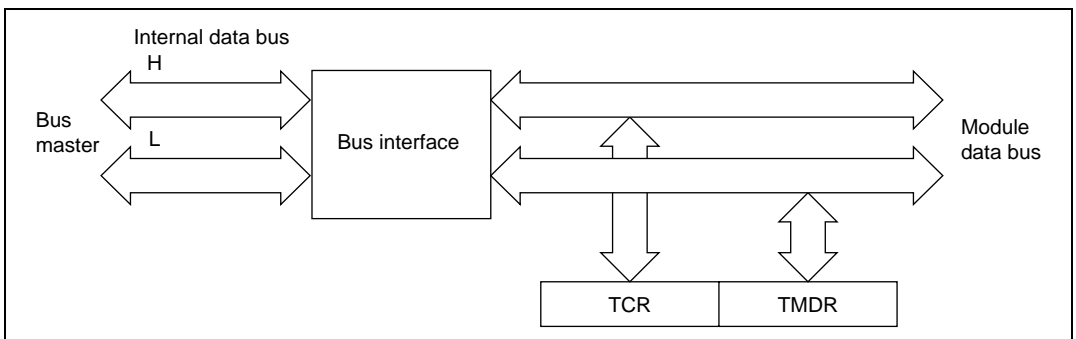 Internal data bus
H
Bus
master
L
Bus interface
Module
data bus
TCR
TMDR